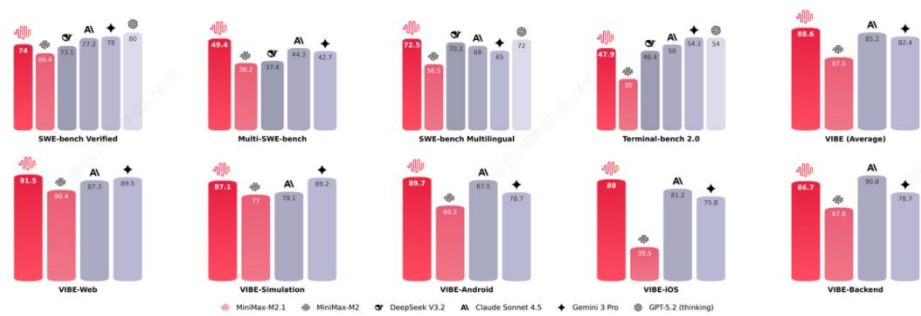 74 69.4 73.1 77.2 78 80
SWE-bench Verified
49.4 36.2 37.4 44.3 42.7
Multi-SWE-bench
72.5 56.5 70.2 68 65 72
SWE-bench Multilingual
47.9 30 46.4 50 54.2 54
Terminal-bench 2.0
88.6 67.5 85.2 82.4
VIBE (Average)
91.5 80.4 87.3 89.5
VIBE-Web
87.1 77 79.1 89.2
VIBE-Simulation
89.7 69.2 87.5 78.7
VIBE-Android
88 39.5 81.2 75.8
VIBE-iOS
86.7 67.8 90.8 78.7
VIBE-Backend
MiniMax-M2.1 MiniMax-M2 DeepSeek V3.2 Claude Sonnet 4.5 Gemini 3 Pro GPT-5.2 (thinking)